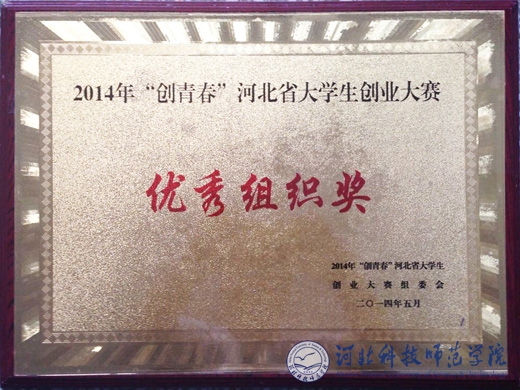 2014年“创青春”河北省大学生创业大赛
优秀组织奖
2014年“创青春”河北省大学生
创业大赛组委会
二〇一四年五月
河北科技师范学院